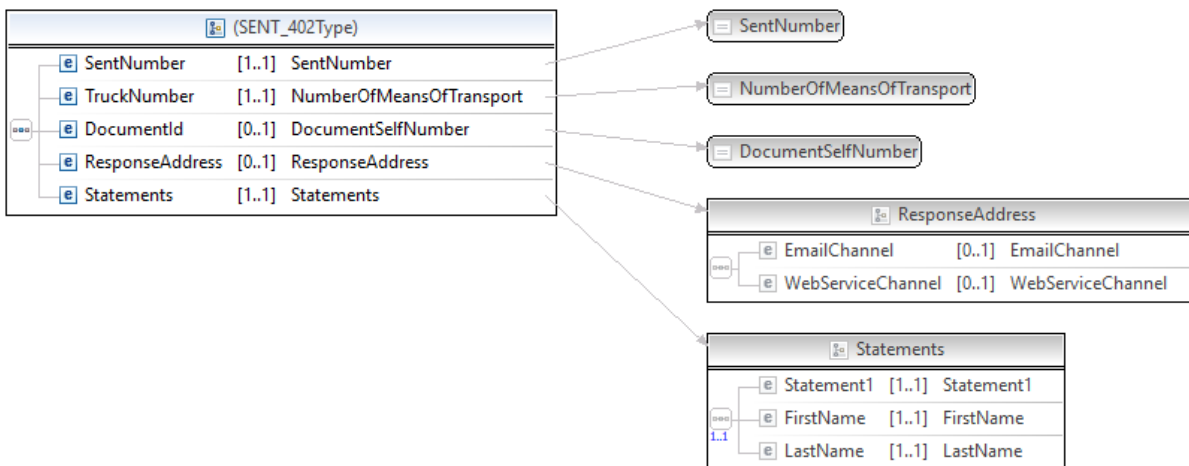 (SENT_402Type)
SentNumber [1..1] SentNumber
TruckNumber [1..1] NumberOfMeansOfTransport
DocumentId [0..1] DocumentSelfNumber
ResponseAddress [0..1] ResponseAddress
Statements [1..1] Statements
SentNumber
NumberOfMeansOfTransport
DocumentSelfNumber
ResponseAddress
EmailChannel [0..1] EmailChannel
WebServiceChannel [0..1] WebServiceChannel
Statements
Statement1 [1..1] Statement1
FirstName [1..1] FirstName
1..1
LastName [1..1] LastName